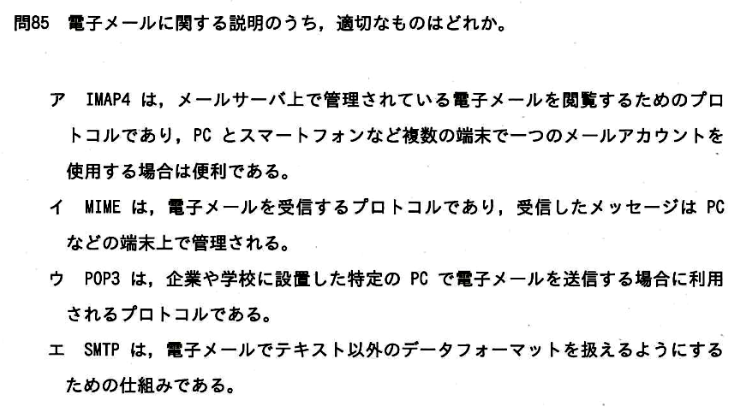 問85 電子メールに関する説明のうち，適切なものはどれか。
ア IMAP4 は，メールサーバ上で管理されている電子メールを閲覧するためのプロ
トコルであり，PC とスマートフォンなど複数の端末で一つのメールアカウントを
使用する場合は便利である。
イ MIME は，電子メールを受信するプロトコルであり，受信したメッセージは PC
などの端末上で管理される。
ウ POP3 は，企業や学校に設置した特定の PC で電子メールを送信する場合に利用
されるプロトコルである。
エ SMTP は，電子メールでテキスト以外のデータフォーマットを扱えるようにする
ための仕組みである。